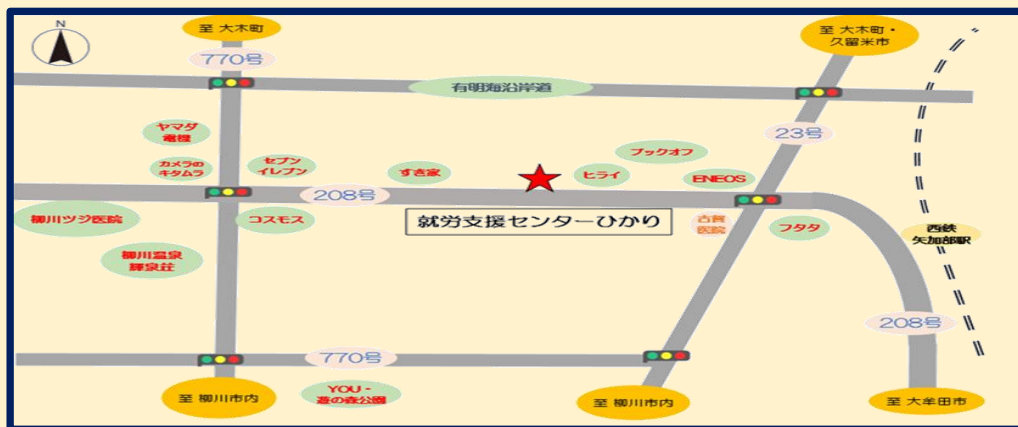 N
至 大木町
770号
至 大木町・
久留米市
有明海沿岸道
ヤマダ
電機
23号
カメラの
キタムラ
セブン
イレブン
すき家
ブックオフ
ヒライ
ENEOS
208号
柳川ツジ医院
コスモス
就労支援センターひかり
古賀
医院
フタタ
西鉄
矢加部駅
柳川温泉
輝泉荘
208号
770号
至 柳川市内
YOU・
遊の森公園
至 柳川市内
至 大牟田市